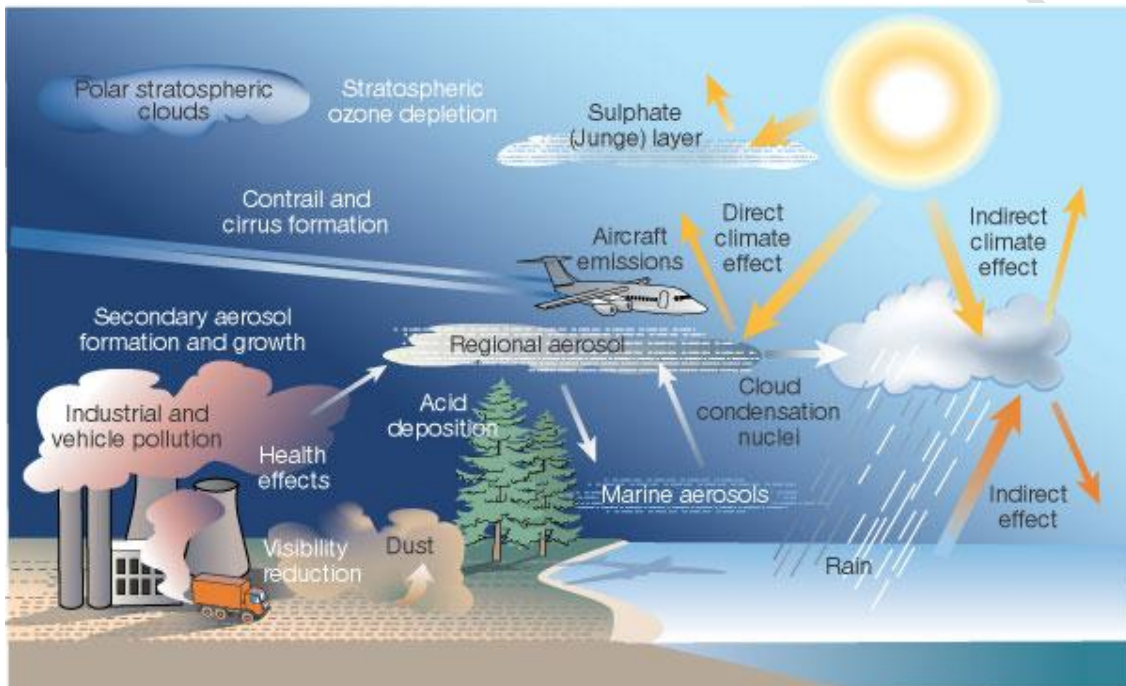 Polar stratospheric
clouds
Stratospheric
ozone depletion
Sulphate
(Junge) layer
Contrail and
cirrus formation
Aircraft
emissions
Direct
climate
effect
Indirect
climate
effect
Secondary aerosol
formation and growth
Regional aerosol
Industrial and
vehicle pollution
Acid
deposition
Cloud
condensation
nuclei
Health
effects
Marine aerosols
Indirect
effect
Visibility
reduction
Dust
Rain